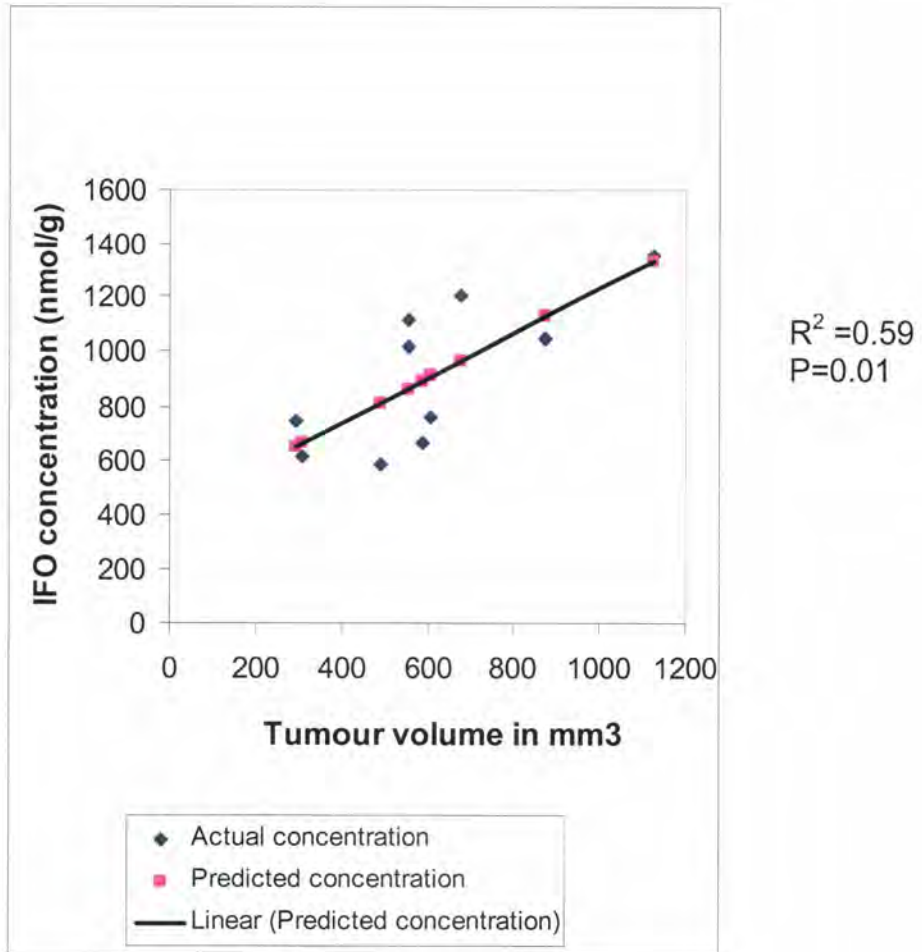 1600
1400
1200
1000
800
600
400
200
0
IFO concentration (nmol/g)
0 200 400 600 800 1000 1200
Tumour volume in mm3
R² =0.59
P=0.01
Actual concentration
Predicted concentration
Linear (Predicted concentration)